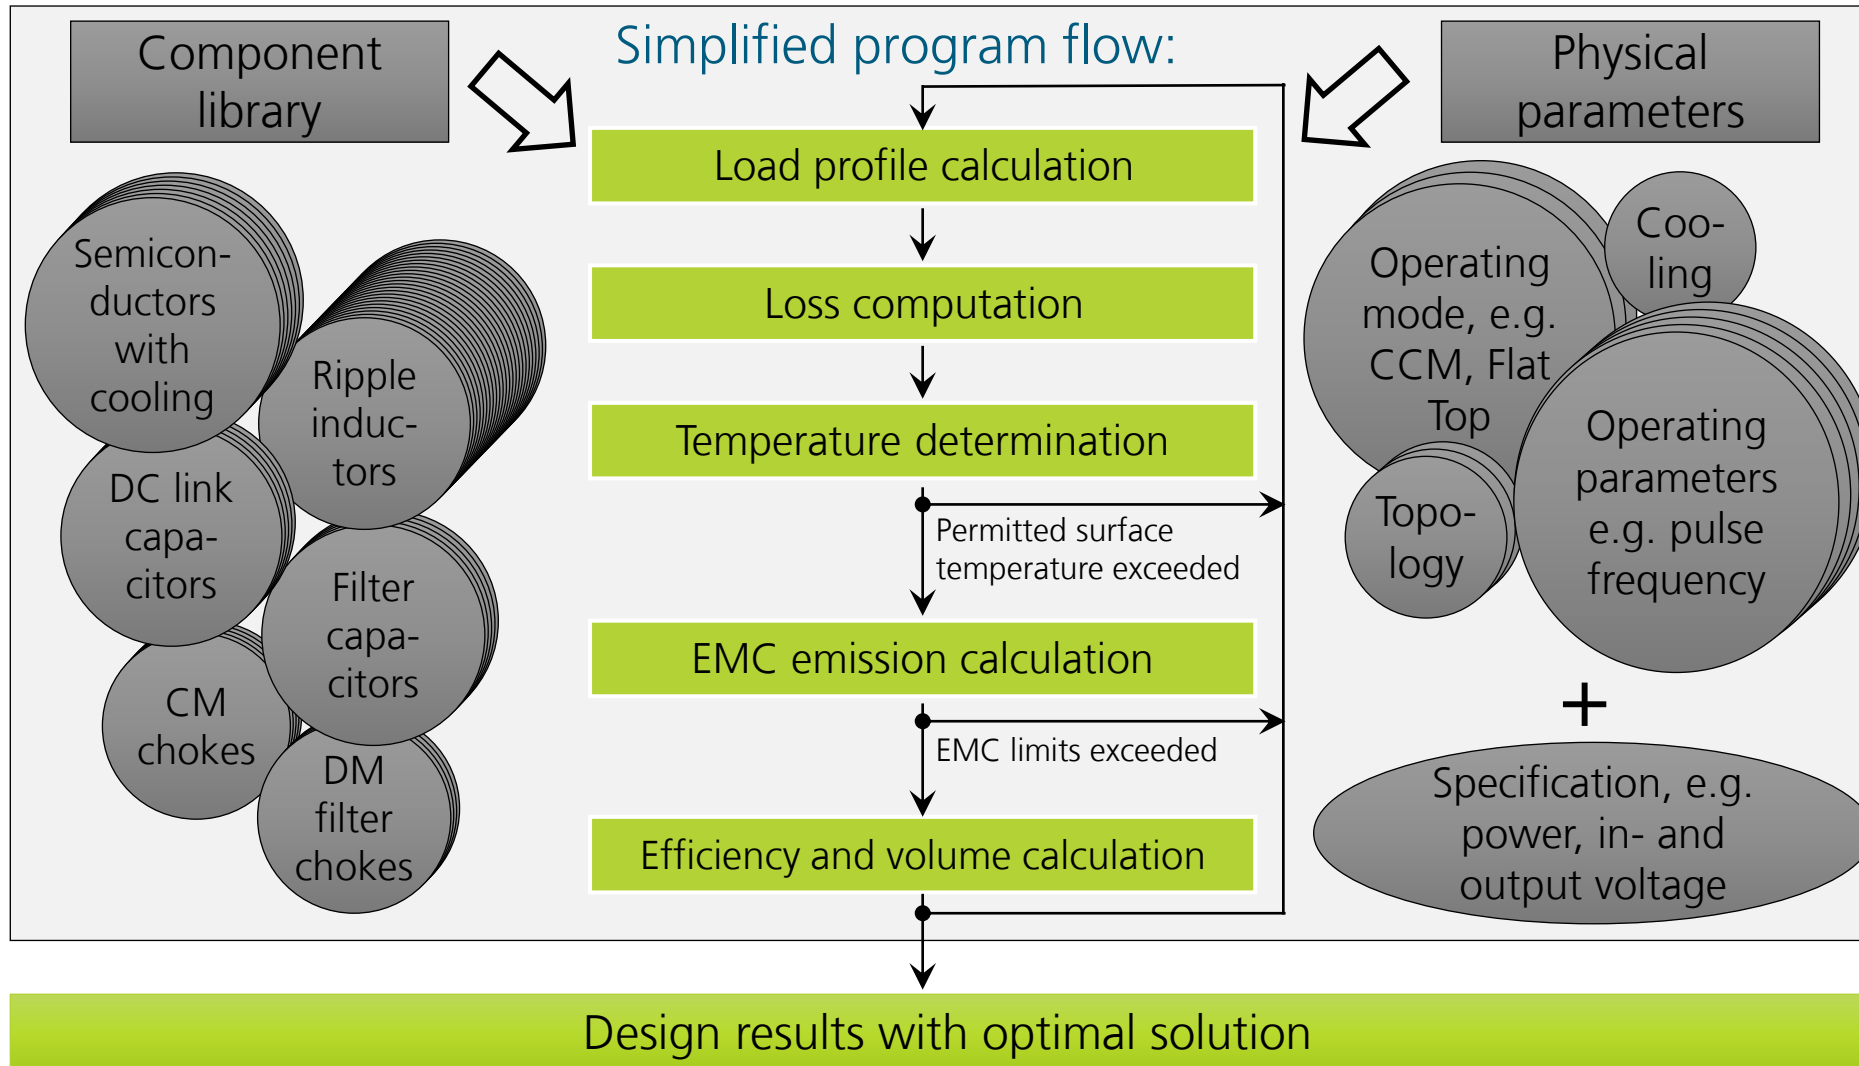 Component
library
Simplified program flow:
Physical
parameters
Semicon-
ductors
with
cooling
Ripple
induc-
tors
DC link
capa-
citors
Filter
capa-
citors
CM
chokes
DM
filter
chokes
Load profile calculation
Loss computation
Temperature determination
Permitted surface
temperature exceeded
EMC emission calculation
EMC limits exceeded
Efficiency and volume calculation
Operating
mode, e.g.
CCM, Flat
Top
Coo-
ling
Operating
parameters
e.g. pulse
frequency
Topo-
logy
+
Specification, e.g.
power, in- and
output voltage
Design results with optimal solution